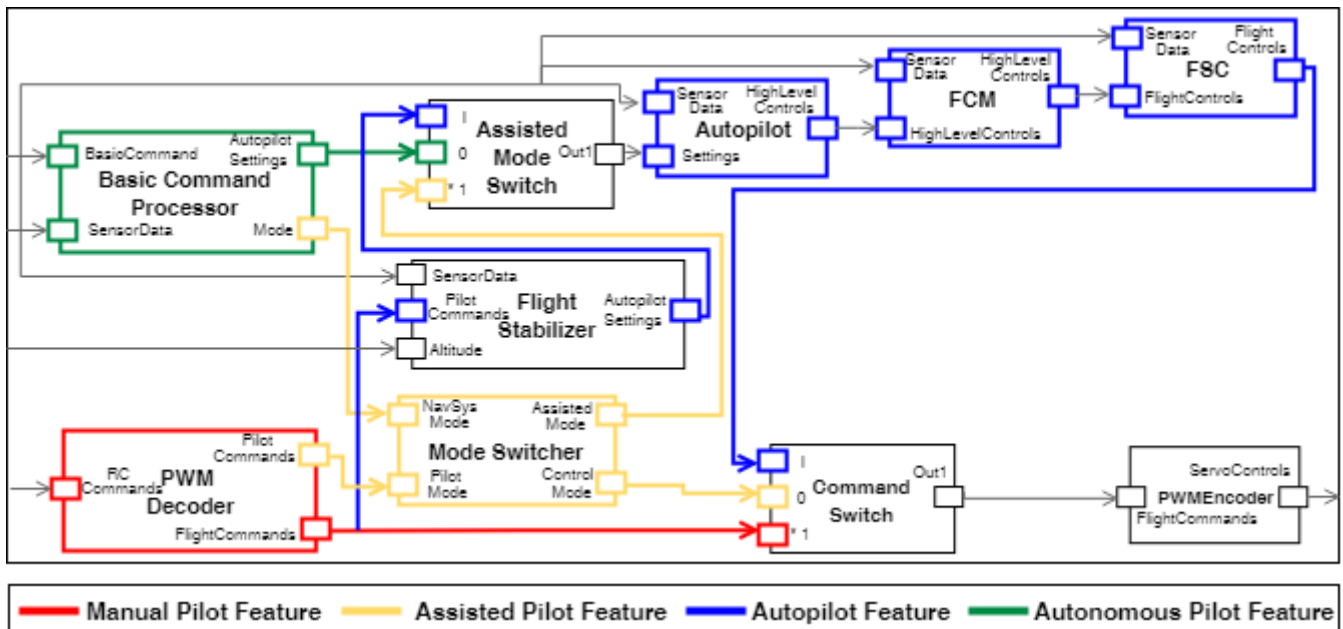 Sensor
Data
Flight
Controls
FSC
FlightControls
Sensor
Data
HighLevel
Controls
FCM
HighLevelControls
Sensor
Data
HighLevel
Controls
Autopilot
Settings
I
0
* 1
Assisted
Mode
Switch
Out1
BasicCommand
Autopilot
Settings
Basic Command
Processor
SensorData
Mode
SensorData
Pilot
Commands
Flight
Stabilizer
Autopilot
Settings
Altitude
NavSys
Mode
Assisted
Mode
Mode Switcher
Pilot
Mode
Control
Mode
Pilot
Commands
RC
Commands
PWM
Decoder
FlightCommands
I
0
* 1
Out1
Command
Switch
ServoControls
PWMEncoder
FlightCommands
Manual Pilot Feature
Assisted Pilot Feature
Autopilot Feature
Autonomous Pilot Feature